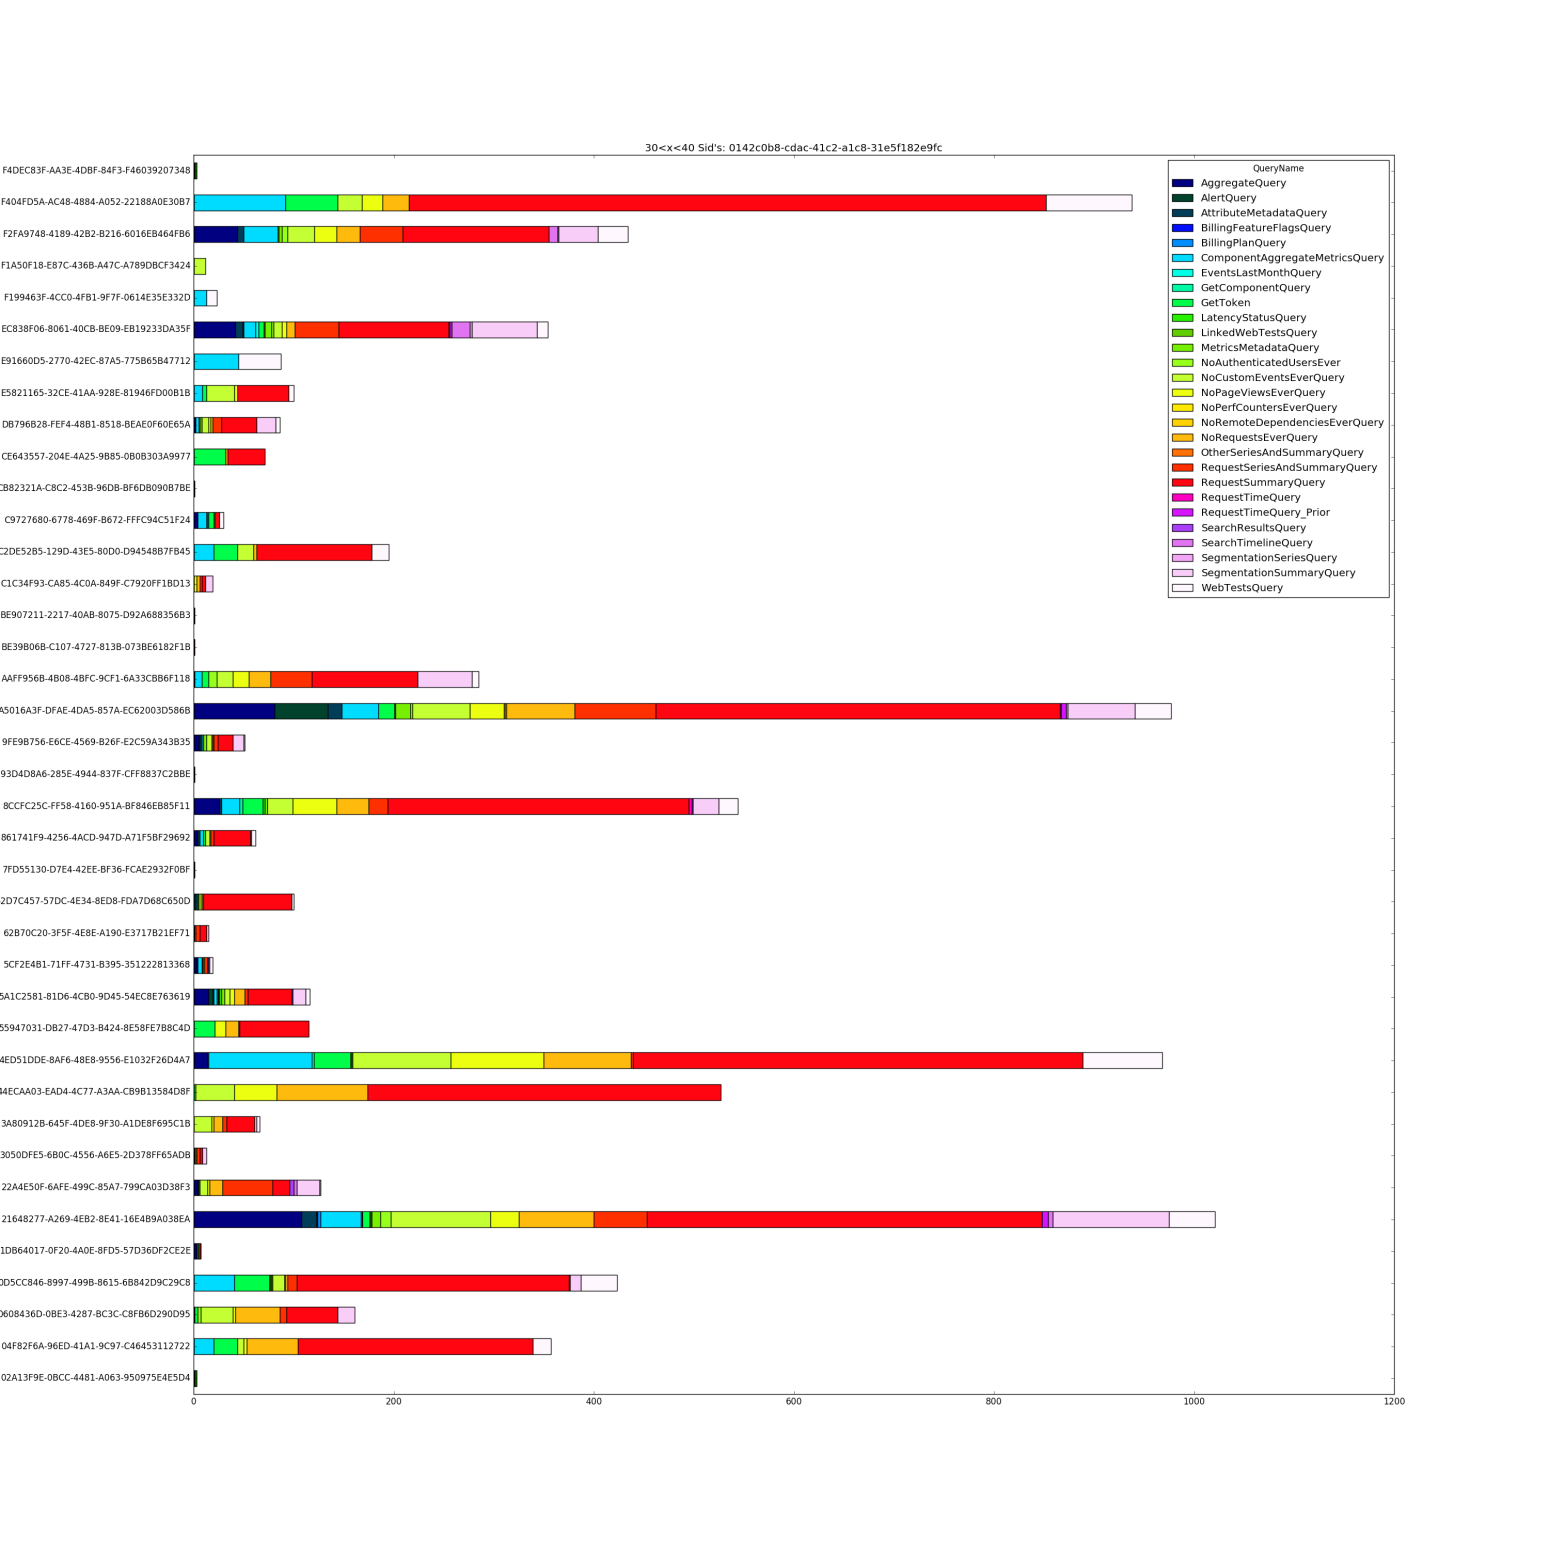 30<x<40 Sid's: 0142c0b8-cdac-41c2-a1c8-31e5f182e9fc
F4DEC83F-AA3E-4DBF-84F3-F46039207348
F404FD5A-AC48-4884-A052-22188A0E30B7
F2FA9748-4189-42B2-B216-6016EB464FB6
F1A50F18-E87C-436B-A47C-A789DBCF3424
F199463F-4CC0-4FB1-9F7F-0614E35E332D
EC838F06-8061-40CB-BE09-EB19233DA35F
E91660D5-2770-42EC-87A5-775B65B47712
E5821165-32CE-41AA-928E-81946FD00B1B
DB796B28-FEF4-48B1-8518-BEAE0F60E65A
CE643557-204E-4A25-9B85-0B0B303A9977
CB82321A-C8C2-453B-96DB-BF6DB090B7BE
C9727680-6778-469F-B672-FFFC94C51F24
C2DE52B5-129D-43E5-80D0-D94548B7FB45
C1C34F93-CA85-4C0A-849F-C7920FF1BD13
BE907211-2217-40AB-8075-D92A688356B3
BE39B06B-C107-4727-813B-073BE6182F1B
AAFF956B-4B08-4BFC-9CF1-6A33CBB6F118
A5016A3F-DFAE-4DA5-857A-EC62003D586B
9FE9B756-E6CE-4569-B26F-E2C59A343B35
93D4D8A6-285E-4944-837F-CFF8837C2BBE
8CCFC25C-FF58-4160-951A-BF846EB85F11
861741F9-4256-4ACD-947D-A71F5BF29692
7FD55130-D7E4-42EE-BF36-FCAE2932F0BF
2D7C457-57DC-4E34-8ED8-FDA7D68C650D
62B70C20-3F5F-4E8E-A190-E3717B21EF71
5CF2E4B1-71FF-4731-B395-351222813368
5A1C2581-81D6-4CB0-9D45-54EC8E763619
55947031-DB27-47D3-B424-8E58FE7B8C4D
4ED51DDE-8AF6-48E8-9556-E1032F26D4A7
44ECAA03-EAD4-4C77-A3AA-CB9B13584D8F
3A80912B-645F-4DE8-9F30-A1DE8F695C1B
3050DFE5-6B0C-4556-A6E5-2D378FF65ADB
22A4E50F-6AFE-499C-85A7-799CA03D38F3
21648277-A269-4EB2-8E41-16E4B9A038EA
1DB64017-0F20-4A0E-8FD5-57D36DF2CE2E
0D5CC846-8997-499B-8615-6B842D9C29C8
0608436D-0BE3-4287-BC3C-C8FB6D290D95
04F82F6A-96ED-41A1-9C97-C46453112722
02A13F9E-0BCC-4481-A063-950975E4E5D4
0 200 400 600 800 1000 1200
QueryName
AggregateQuery
AlertQuery
AttributeMetadataQuery
BillingFeatureFlagsQuery
BillingPlanQuery
ComponentAggregateMetricsQuery
EventsLastMonthQuery
GetComponentQuery
GetToken
LatencyStatusQuery
LinkedWebTestsQuery
MetricsMetadataQuery
NoAuthenticatedUsersEver
NoCustomEventsEverQuery
NoPageViewsEverQuery
NoPerfCountersEverQuery
NoRemoteDependenciesEverQuery
NoRequestsEverQuery
OtherSeriesAndSummaryQuery
RequestSeriesAndSummaryQuery
RequestSummaryQuery
RequestTimeQuery
RequestTimeQuery_Prior
SearchResultsQuery
SearchTimelineQuery
SegmentationSeriesQuery
SegmentationSummaryQuery
WebTestsQuery